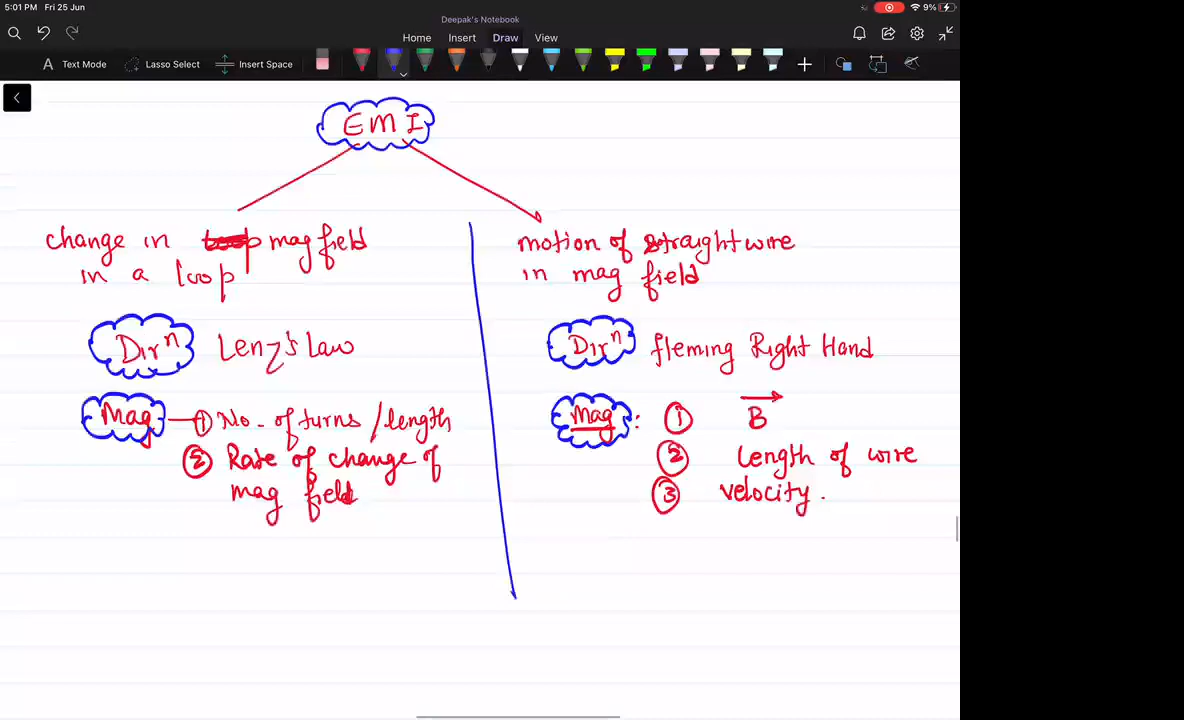 5:01 PM Fri 25 Jun
9%
Deepak's Notebook
Home Insert Draw View
Text Mode Lasso Select Insert Space
EMI
change in mag field
in a loop
Dirⁿ Lenz's Law
Mag ① No. of turns / length
② Rate of change of
mag field
motion of straight wire
in mag field
Dirⁿ fleming Right Hand
Mag : ① B⃗
② Length of wire
③ velocity.